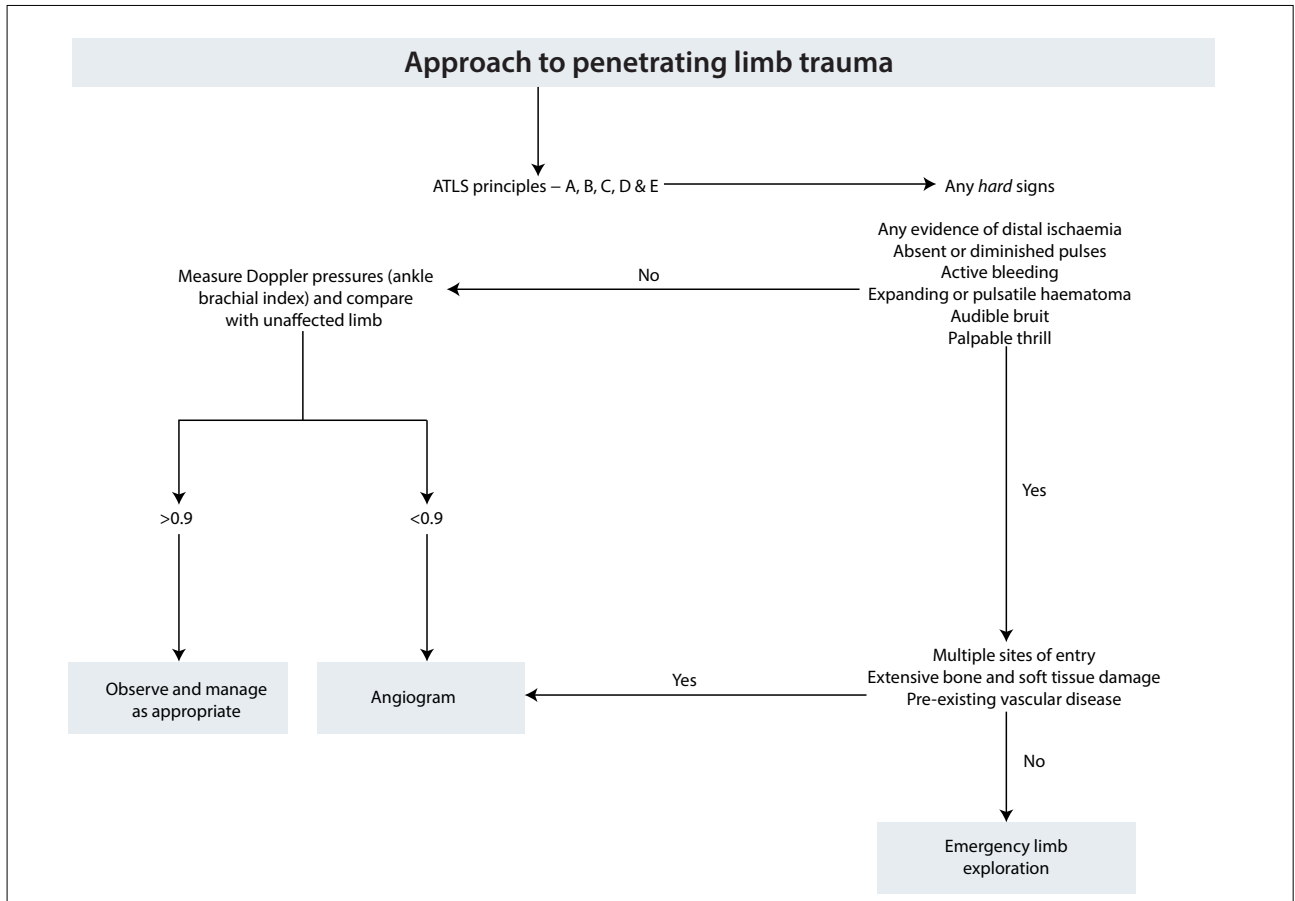 Approach to penetrating limb trauma
ATLS principles – A, B, C, D & E
Any hard signs
Any evidence of distal ischaemia
Absent or diminished pulses
Active bleeding
Expanding or pulsatile haematoma
Audible bruit
Palpable thrill
No
Measure Doppler pressures (ankle
brachial index) and compare
with unaffected limb
>0.9
<0.9
Yes
Observe and manage
as appropriate
Angiogram
Yes
Multiple sites of entry
Extensive bone and soft tissue damage
Pre-existing vascular disease
No
Emergency limb
exploration